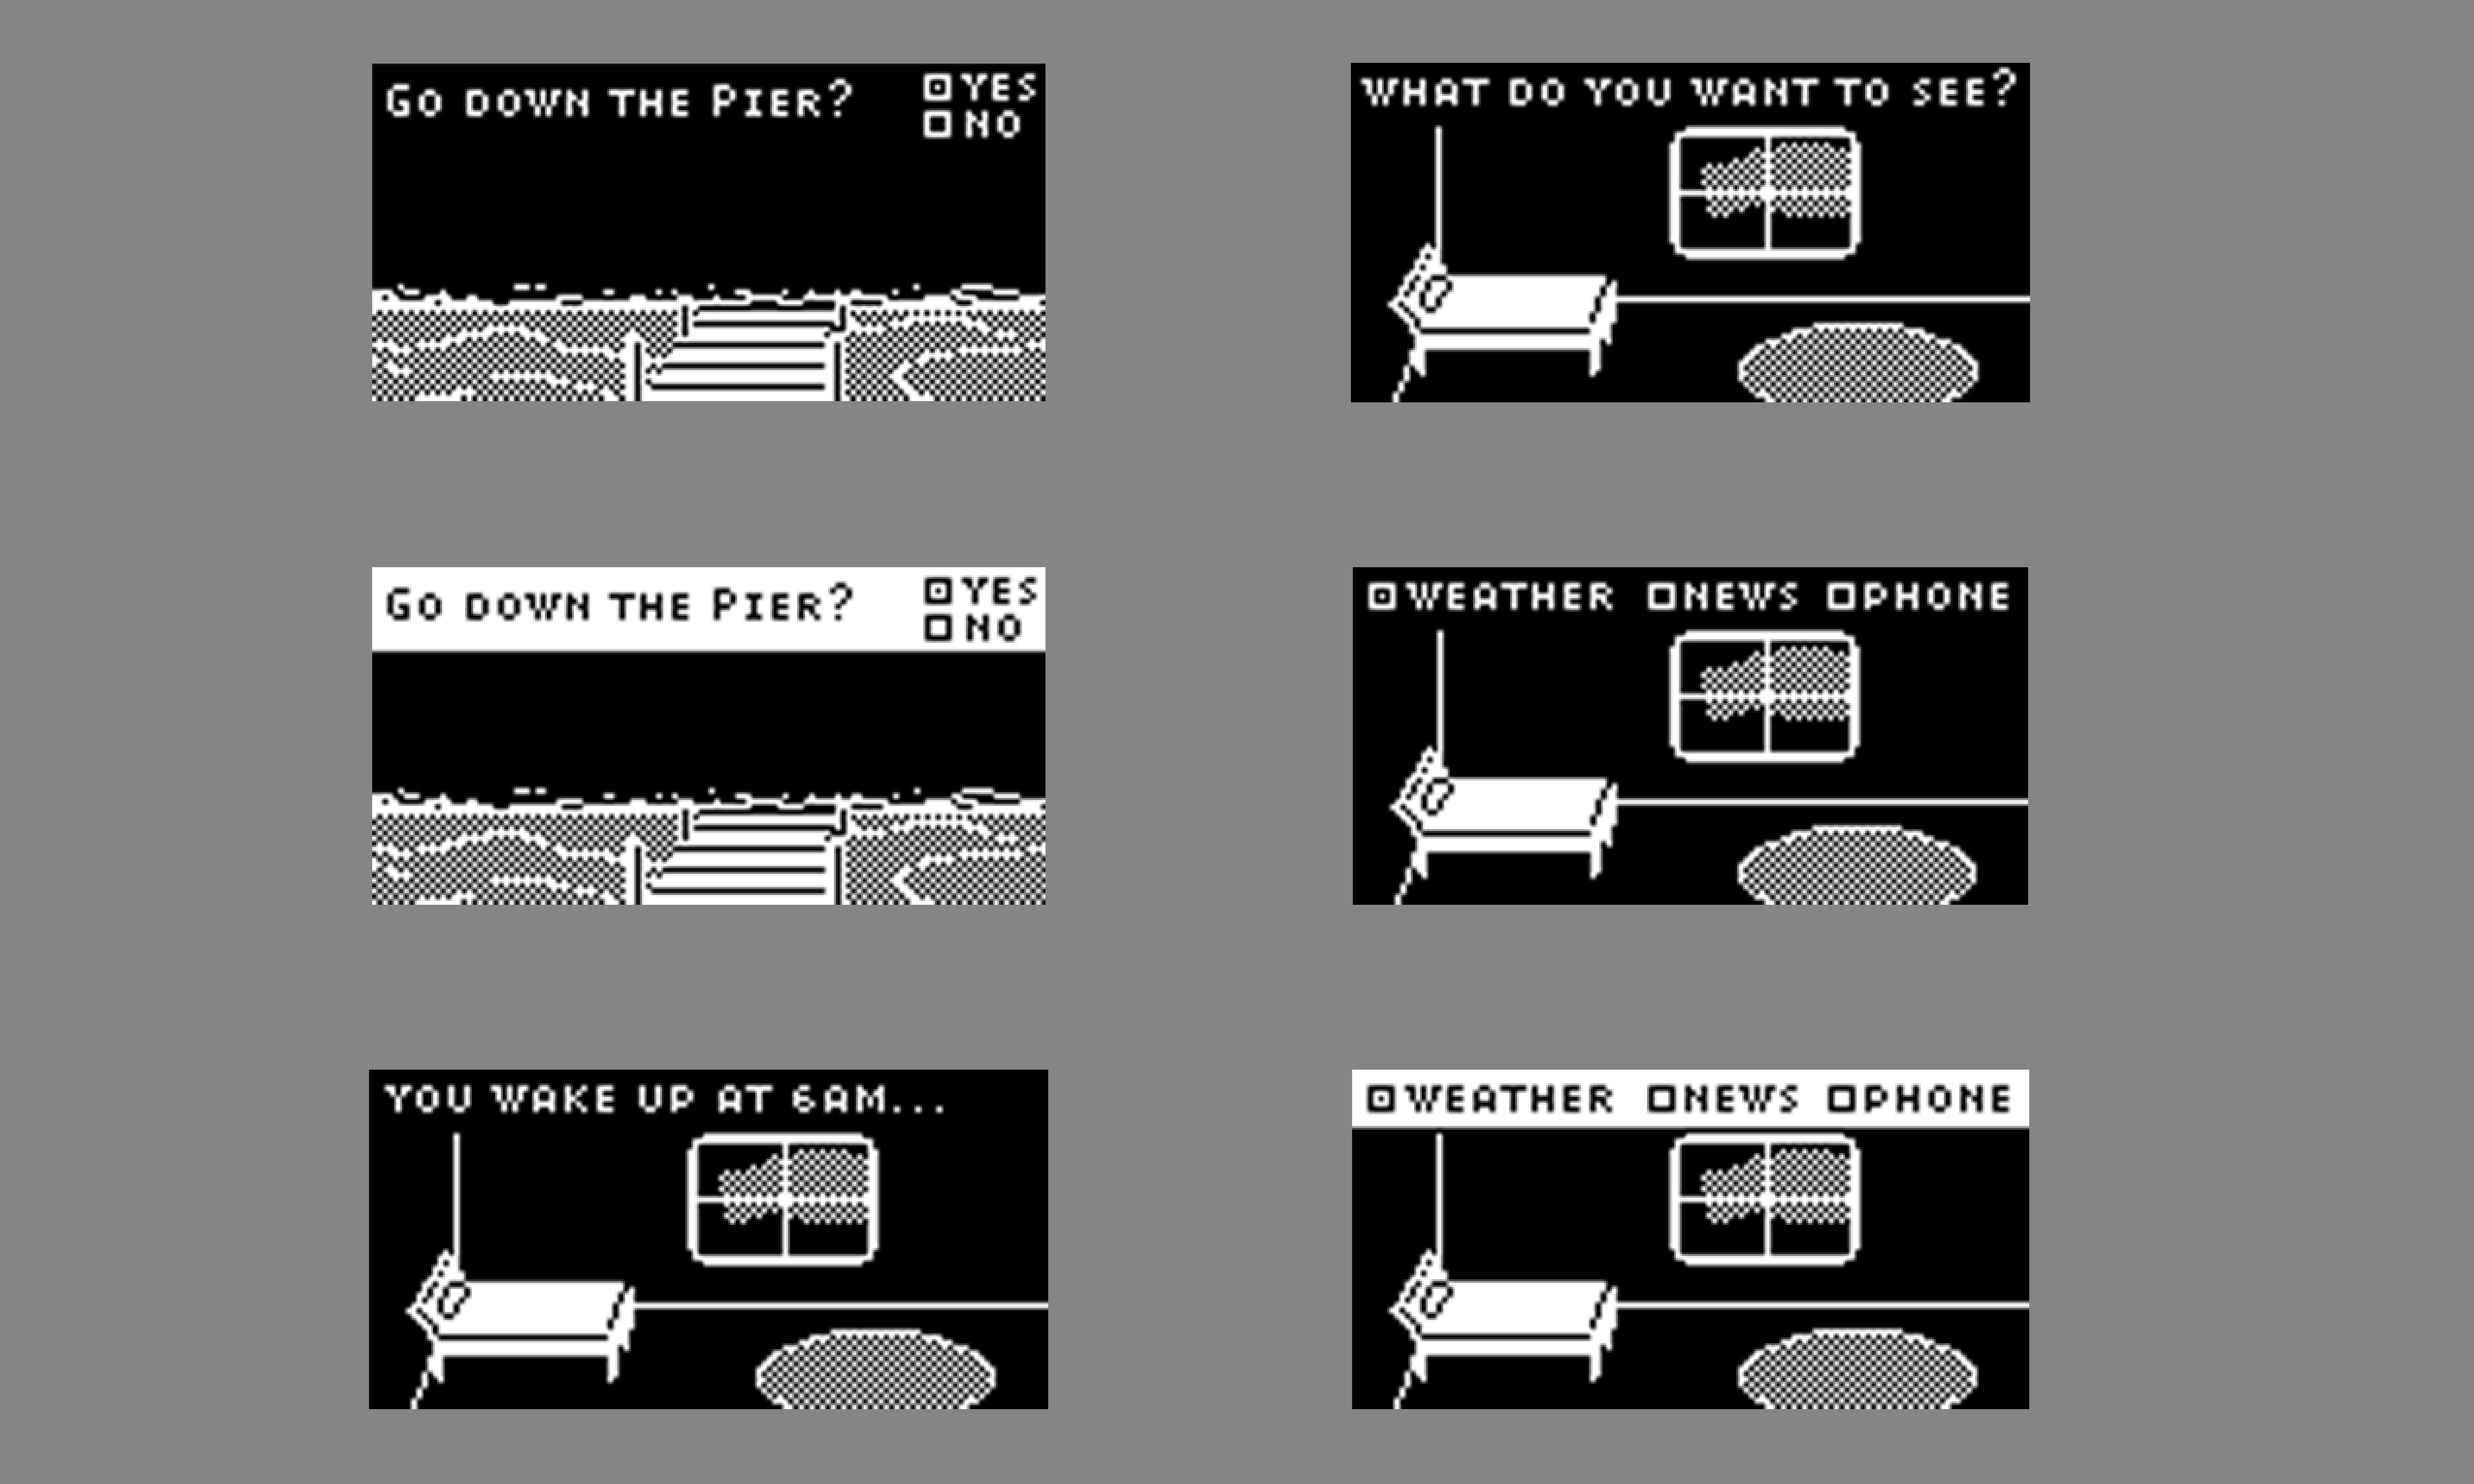 Go down the Pier?
YES
NO
WHAT DO YOU WANT TO SEE?
Go down the Pier?
YES
NO
WEATHER NEWS PHONE
YOU WAKE UP AT 6AM...
WEATHER NEWS PHONE